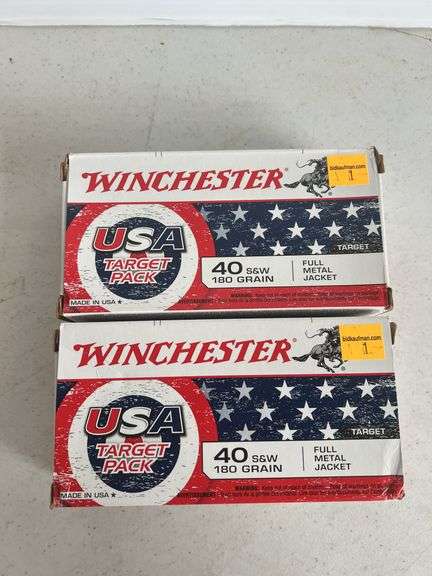 WINCHESTER
bidkaufman.com
1
USA
TARGET
PACK
TARGET
40 S&W
180 GRAIN
FULL
METAL
JACKET
MADE IN USA
WINCHESTER
bidkaufman.com
1
USA
TARGET
PACK
TARGET
40 S&W
180 GRAIN
FULL
METAL
JACKET
MADE IN USA